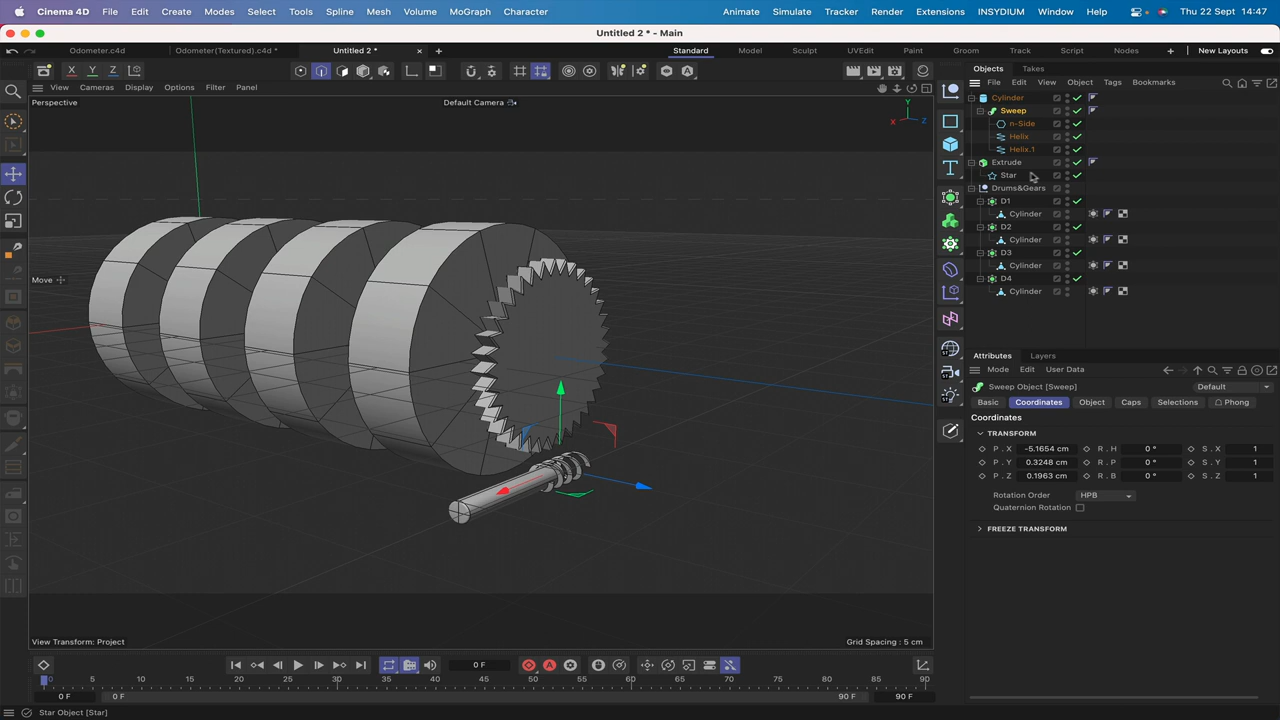 Cinema 4D File Edit Create Modes Select Tools Spline Mesh Volume MoGraph Character Animate Simulate Tracker Render Extensions INSYDIUM Window Help Thu 22 Sept 14:47
Untitled 2 * - Main
Odometer.c4d Odometer(Textured).c4d * Untitled 2 * × + Standard Model Sculpt UVEdit Paint Groom Track Script Nodes + New Layouts
X Y Z
View Cameras Display Options Filter Panel
Perspective
Default Camera
Y
X
Z
Move
View Transform: Project
Grid Spacing : 5 cm
Objects Takes
File Edit View Object Tags Bookmarks
Cylinder
Sweep
n-Side
Helix
Helix.1
Extrude
Star
Drums&Gears
D1
Cylinder
D2
Cylinder
D3
Cylinder
D4
Cylinder
Attributes Layers
Mode Edit User Data
Sweep Object [Sweep] Default
Basic Coordinates Object Caps Selections Phong
Coordinates
TRANSFORM
P . X -5.1654 cm R . H 0 ° S . X 1
P . Y 0.3248 cm R . P 0 ° S . Y 1
P . Z 0.1963 cm R . B 0 ° S . Z 1
Rotation Order HPB
Quaternion Rotation
FREEZE TRANSFORM
ST
ST
ST
0 F
0 5 10 15 20 25 30 35 40 45 50 55 60 65 70 75 80 85 90
0 F 0 F 90 F 90 F
Star Object [Star]